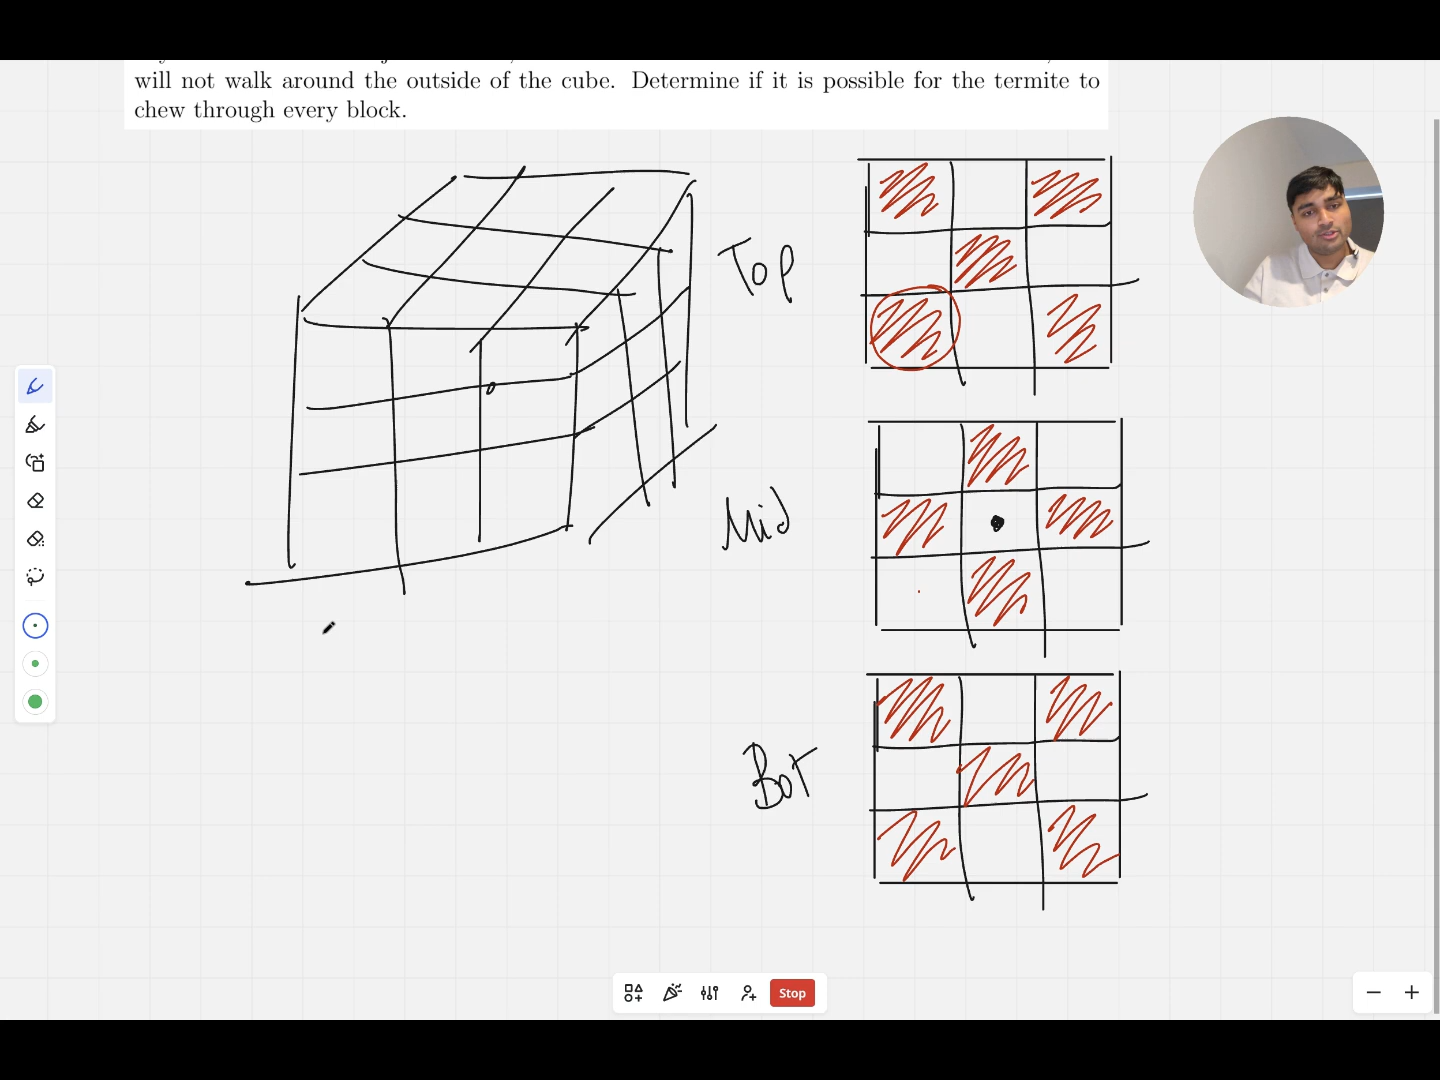 will not walk around the outside of the cube. Determine if it is possible for the termite to
chew through every block.
Top
Mid
Bot
Stop